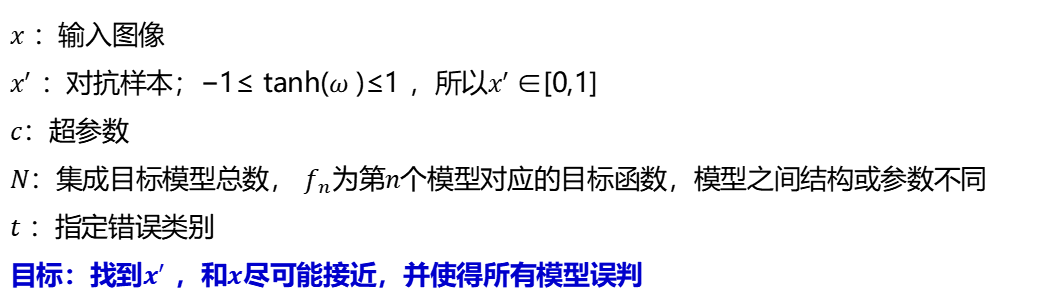 x ：输入图像
x′ ：对抗样本；−1≤ tanh(ω )≤1 ，所以x′ ∈[0,1]
c：超参数
N：集成目标模型总数， fₙ为第n个模型对应的目标函数，模型之间结构或参数不同
t ：指定错误类别
目标：找到x′ ，和x尽可能接近，并使得所有模型误判